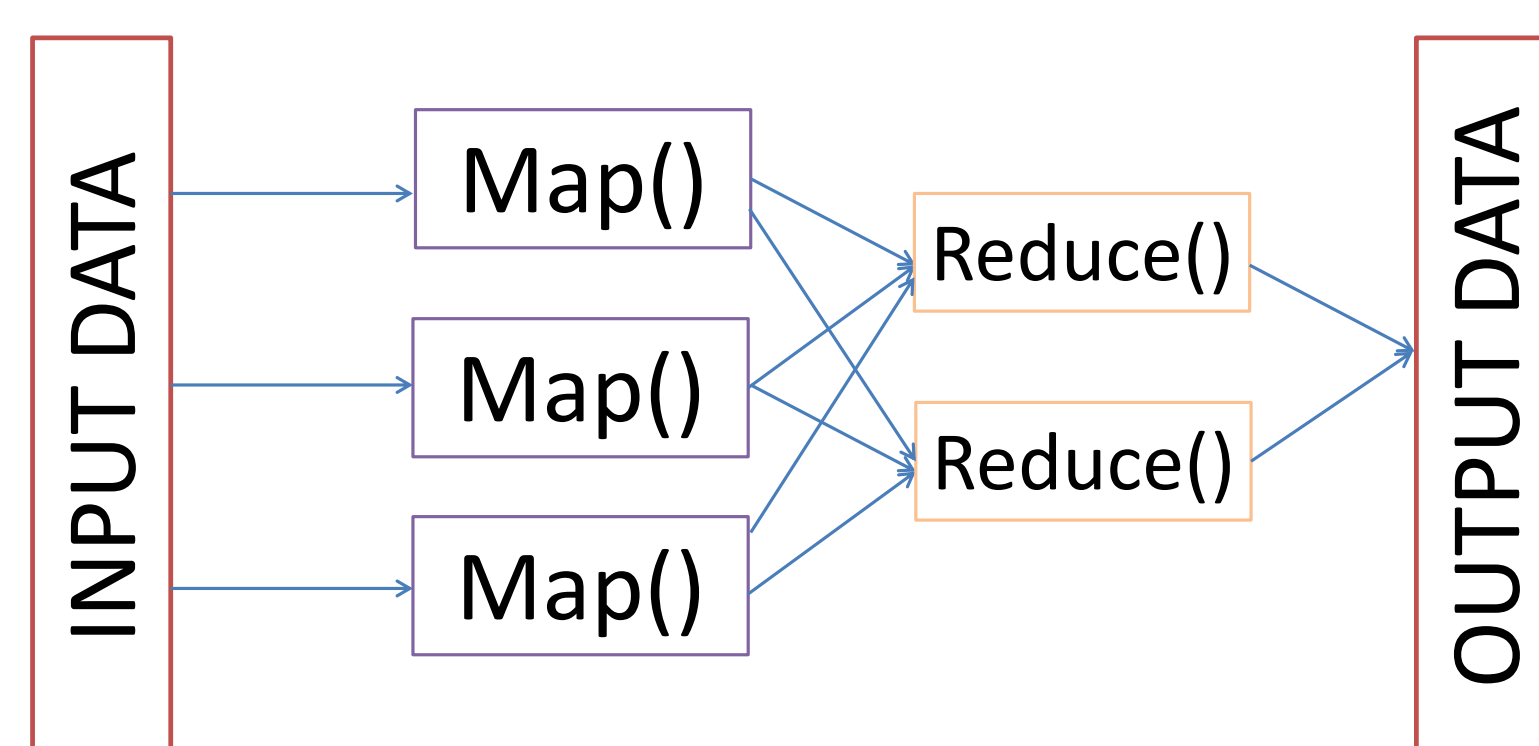 INPUT DATA
Map()
Map()
Map()
Reduce()
Reduce()
OUTPUT DATA